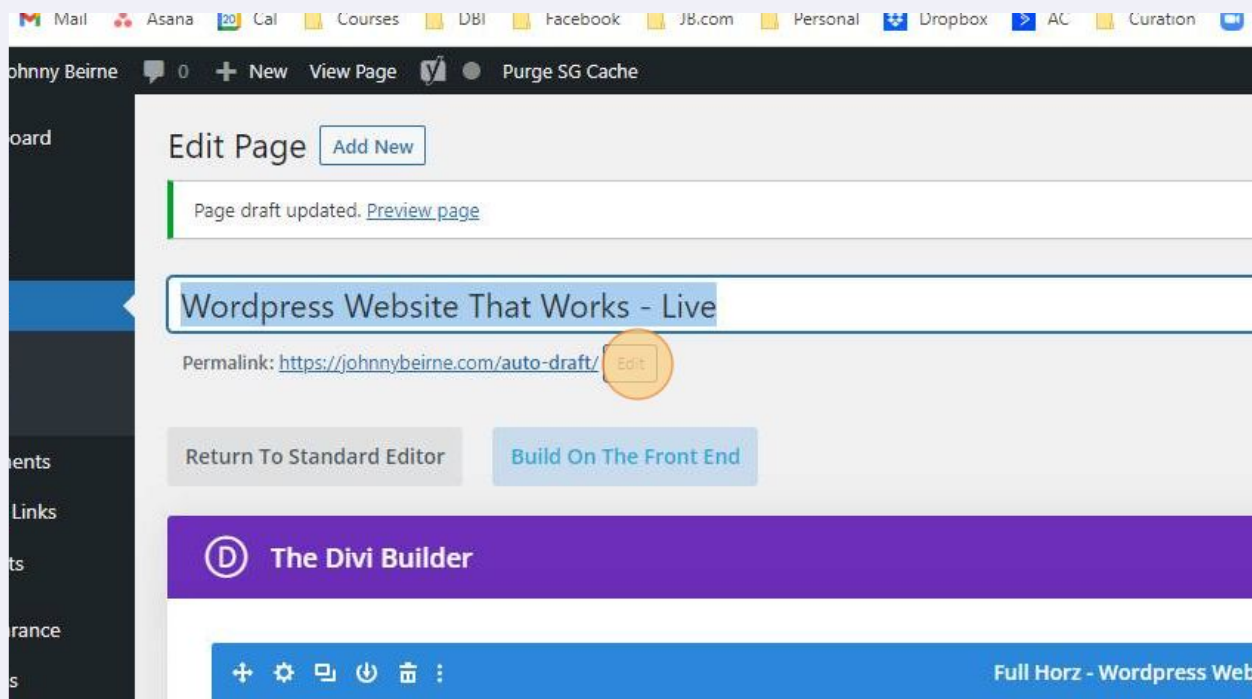 Mail Asana 20 Cal Courses DBI Facebook JB.com Personal Dropbox AC Curation
ohnny Beirne 0 New View Page Purge SG Cache
oard
Edit Page Add New
Page draft updated. Preview page
Wordpress Website That Works - Live
Permalink: https://johnnybeirne.com/auto-draft/ Edit
Return To Standard Editor Build On The Front End
ents
Links
The Divi Builder
ts
rance
Full Horz - Wordpress Web
s